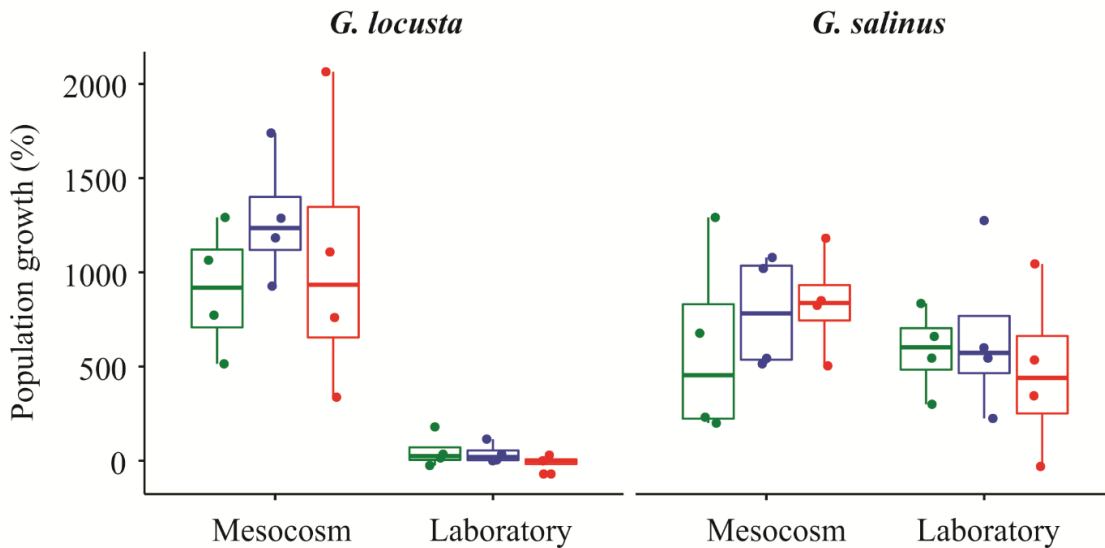 G. locusta
G. salinus
Population growth (%)
2000
1500
1000
500
0
Mesocosm
Laboratory
Mesocosm
Laboratory